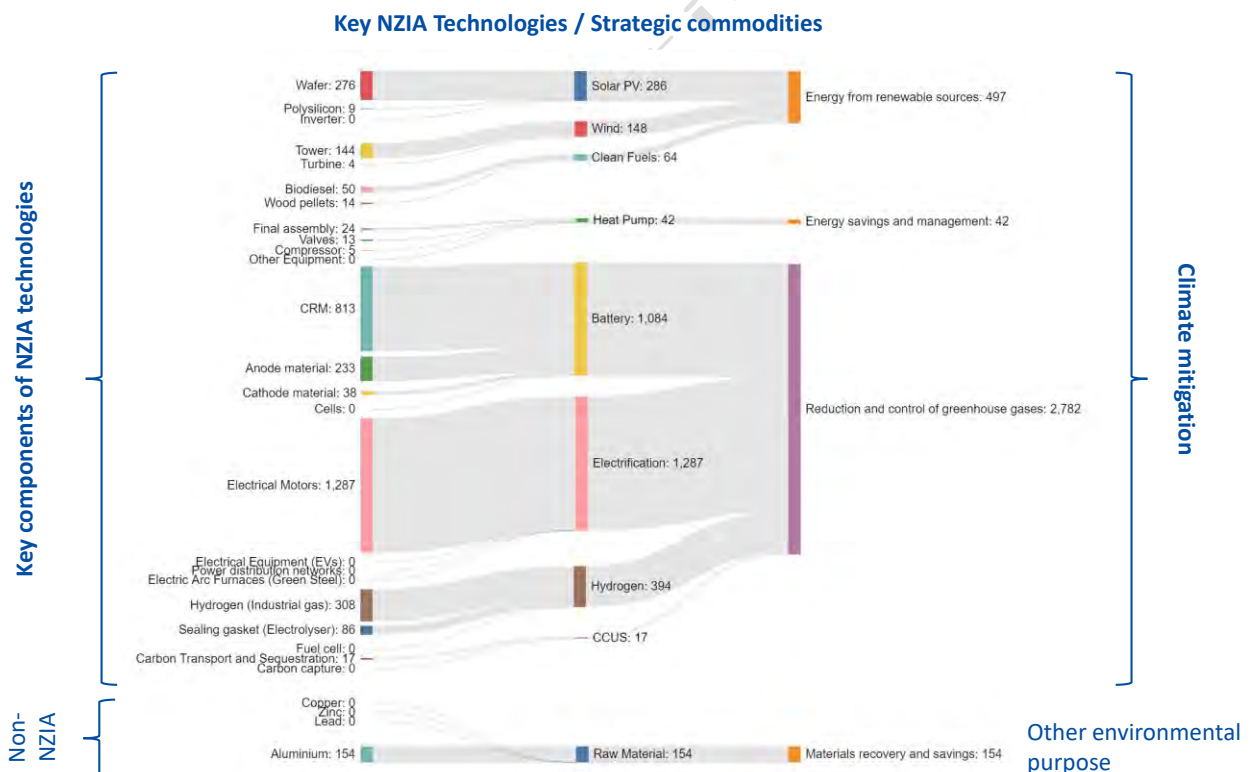 Key NZIA Technologies / Strategic commodities
Key components of NZIA technologies
Wafer: 276
Polysilicon: 9
Inverter: 0
Tower: 144
Turbine: 4
Biodiesel: 50
Wood pellets: 14
Final assembly: 24
Valves: 13
Compressor: 5
Other Equipment: 0
CRM: 813
Anode material: 233
Cathode material: 38
Cells: 0
Electrical Motors: 1,287
Electrical Equipment (EVs): 0
Power distribution networks: 0
Electric Arc Furnaces (Green Steel): 0
Hydrogen (Industrial gas): 308
Sealing gasket (Electrolyser): 86
Fuel cell: 0
Carbon Transport and Sequestration: 17
Carbon capture: 0
Solar PV: 286
Wind: 148
Clean Fuels: 64
Heat Pump: 42
Battery: 1,084
Electrification: 1,287
Hydrogen: 394
CCUS: 17
Energy from renewable sources: 497
Energy savings and management: 42
Reduction and control of greenhouse gases: 2,782
Climate mitigation
Non-
NZIA
Copper: 0
Zinc: 0
Lead: 0
Aluminium: 154
Raw Material: 154
Materials recovery and savings: 154
Other environmental
purpose